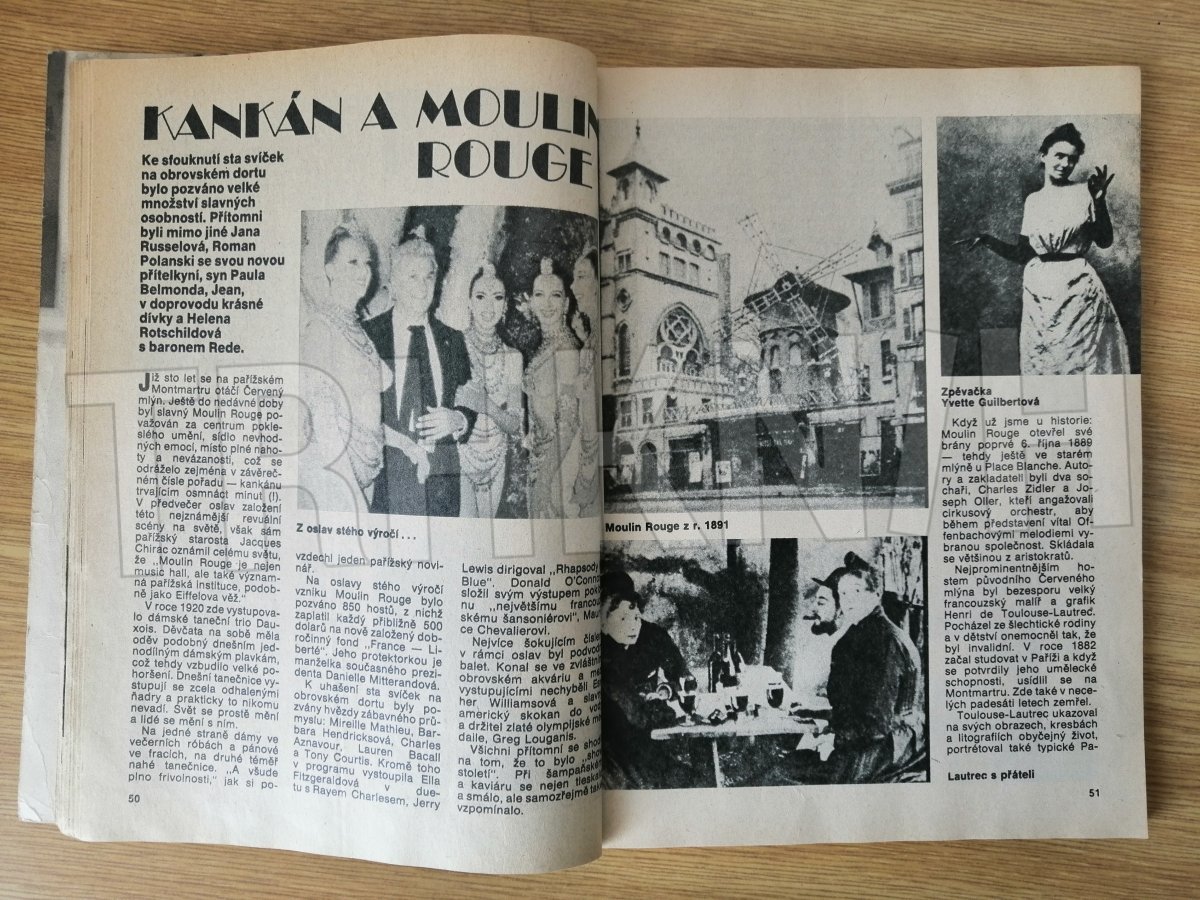 KANKÁN A MOULIN
ROUGE
Ke sfouknutí sta svíček
na obrovském dortu
bylo pozváno velké
množství slavných
osobností. Přítomni
byli mimo jiné Jana
Russelová, Roman
Polanski se svou novou
přítelkyní, syn Paula
Belmonda, Jean,
v doprovodu krásné
dívky a Helena
Rotschildová
s baronem Rede.
Již sto let se na pařížském
Montmartru otáčí Červený
mlýn. Ještě do nedávné doby
byl slavný Moulin Rouge po-
važován za centrum pokle-
slého umění, sídlo nevhod-
ných emocí, místo plné naho-
ty a nevázanosti, což se
odráželo zejména v závěreč-
ném čísle pořadu — kankánu
trvajícím osmnáct minut (!).
V předvečer oslav založení
této nejznámější revuální
scény na světě, však sám
pařížský starosta Jacques
Chirac oznámil celému světu,
že „Moulin Rouge je nejen
music hall, ale také význam-
ná pařížská instituce, podob-
ně jako Eiffelova věž.“
V roce 1920 zde vystupova-
lo dámské taneční trio Dau-
xois. Děvčata na sobě měla
oděv podobný dnešním jed-
nodílným dámským plavkám,
což tehdy vzbudilo velké po-
horšení. Dnešní tanečnice vy-
stupují se zcela odhalenými
ňadry a prakticky to nikomu
nevadí. Svět se prostě mění
a lidé se mění s ním.
Na jedné straně dámy ve
večerních róbách a pánové
ve fracích, na druhé téměř
nahé tanečnice. „A všude
plno frivolnosti,“ jak si po-
50
Z oslav stého výročí . . .
vzdechl jeden pařížský novi-
nář.
Na oslavy stého výročí
vzniku Moulin Rouge bylo
pozváno 850 hostů, z nichž
zaplatil každý přibližně 500
dolarů na nově založený dob-
ročinný fond „France — Li-
berté“. Jeho protektorkou je
manželka současného prezi-
denta Danielle Mitterandová.
K uhašení sta svíček na
obrovském dortu byly po-
zvány hvězdy zábavného prů-
myslu: Mireille Mathieu, Bar-
bara Hendricksová, Charles
Aznavour, Lauren Bacall
a Tony Courtis. Kromě toho
v programu vystoupila Ella
Fitzgeraldová v due-
tu s Rayem Charlesem, Jerry
Lewis dirigoval „Rhapsody
Blue“. Donald O'Conno
složil svým výstupem pok
nu „největšímu francou
skému šansoniérovi“, Mau
ce Chevalierovi.
Nejvíce šokujícím čísle
v rámci oslav byl podvod
balet. Konal se ve zvláštní
obrovském akváriu a mez
vystupujícími nechyběli Es
her Williamsová a slavn
americký skokan do vod
a držitel zlaté olympijské me
daile, Greg Louganis.
Všichni přítomní se shod
na tom, že to bylo „show
století“. Při šampaňské
a kaviáru se nejen tleska
a smálo, ale samozřejmě tak
vzpomínalo.
Moulin Rouge z r. 1891
Zpěvačka
Yvette Guilbertová
Když už jsme u historie:
Moulin Rouge otevřel své
brány poprvé 6. října 1889
— tehdy ještě ve starém
mlýně u Place Blanche. Auto-
ry a zakladateli byli dva so-
chaři, Charles Zidler a Jo-
seph Oller, kteří angažovali
cirkusový orchestr, aby
během představení vítal Of-
fenbachovými melodiemi vy-
branou společnost. Skládala
se většinou z aristokratů.
Nejprominentnějším ho-
stem původního Červeného
mlýna byl bezesporu velký
francouzský malíř a grafik
Henri de Toulouse-Lautrec.
Pocházel ze šlechtické rodiny
a v dětství onemocněl tak, že
byl invalidní. V roce 1882
začal studovat v Paříži a když
se potvrdily jeho umělecké
schopnosti, usídlil se na
Montmartru. Zde také v nece-
lých padesáti letech zemřel.
Toulouse-Lautrec ukazoval
na svých obrazech, kresbách
a litografiích obyčejný život,
portrétoval také typické Pa-
Lautrec s přáteli
51